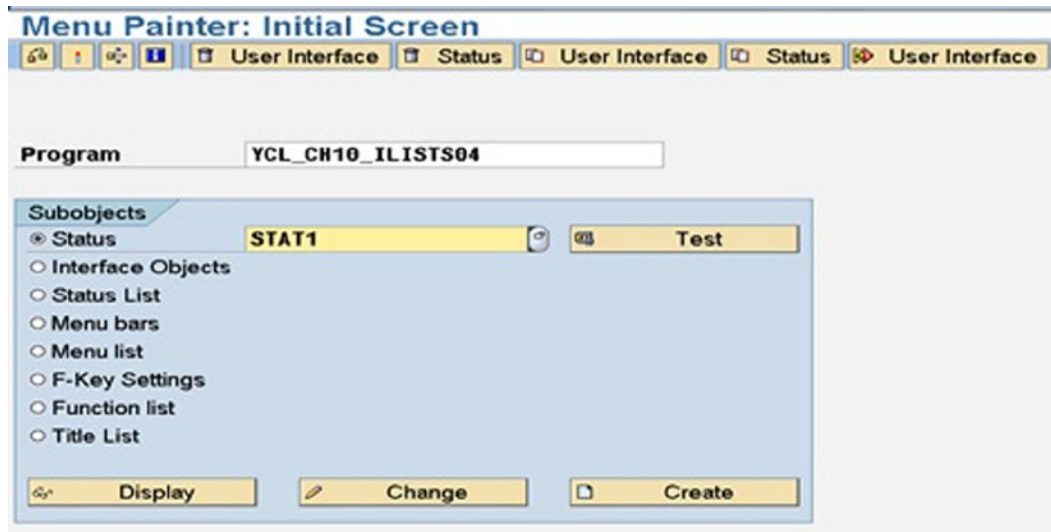 Menu Painter: Initial Screen
User Interface Status User Interface Status User Interface
Program YCL_CH10_ILISTS04
Subobjects
Status STAT1 Test
Interface Objects
Status List
Menu bars
Menu list
F-Key Settings
Function list
Title List
Display Change Create